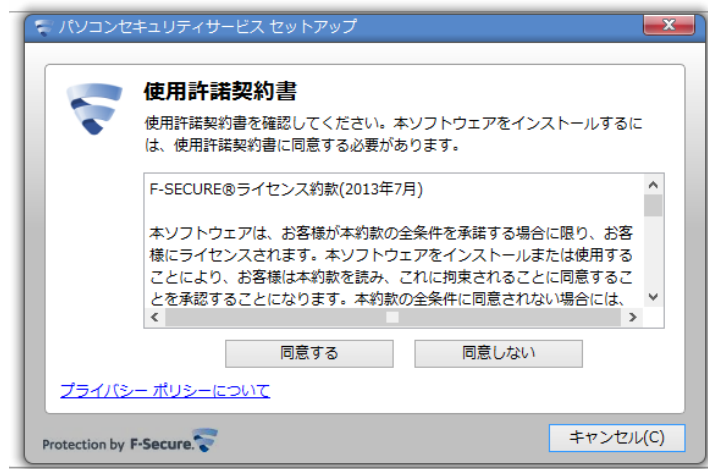 パソコンセキュリティサービス セットアップ
使用許諾契約書
使用許諾契約書を確認してください。本ソフトウェアをインストールするに
は、使用許諾契約書に同意する必要があります。
F-SECURE®ライセンス約款(2013年7月)
本ソフトウェアは、お客様が本約款の全条件を承諾する場合に限り、お客
様にライセンスされます。本ソフトウェアをインストールまたは使用する
ことにより、お客様は本約款を読み、これに拘束されることに同意するこ
とを承認することになります。本約款の全条件に同意されない場合には、
同意する
同意しない
プライバシー ポリシーについて
Protection by F-Secure.
キャンセル(C)